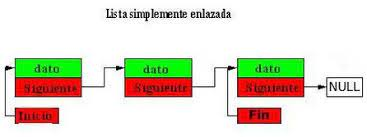 Lista simplemente enlazada
dato dato dato
Siguiente Siguiente Siguiente NULL
Inicio Fin